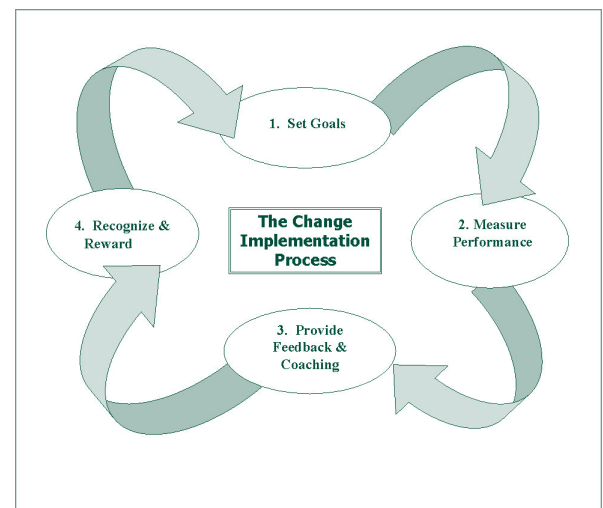 1. Set Goals
2. Measure
Performance
3. Provide
Feedback &
Coaching
4. Recognize &
Reward
The Change
Implementation
Process